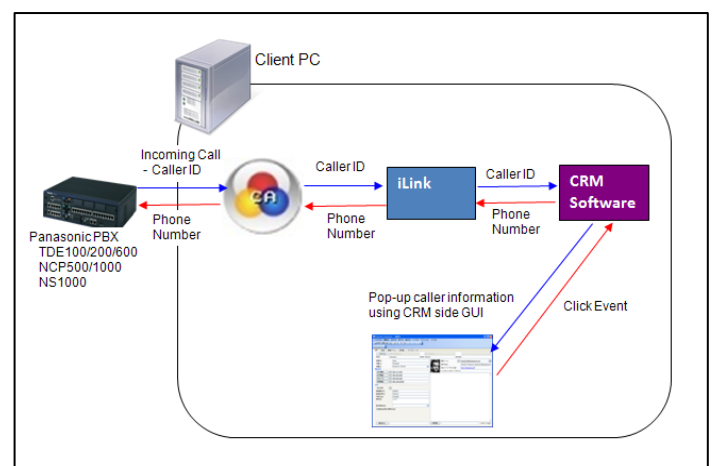 Client PC
Incoming Call
- Caller ID
CA
Caller ID
iLink
Caller ID
CRM
Software
Phone
Number
Phone
Number
Phone
Number
Panasonic PBX
TDE100/200/600
NCP500/1000
NS1000
Pop-up caller information
using CRM side GUI
Click Event